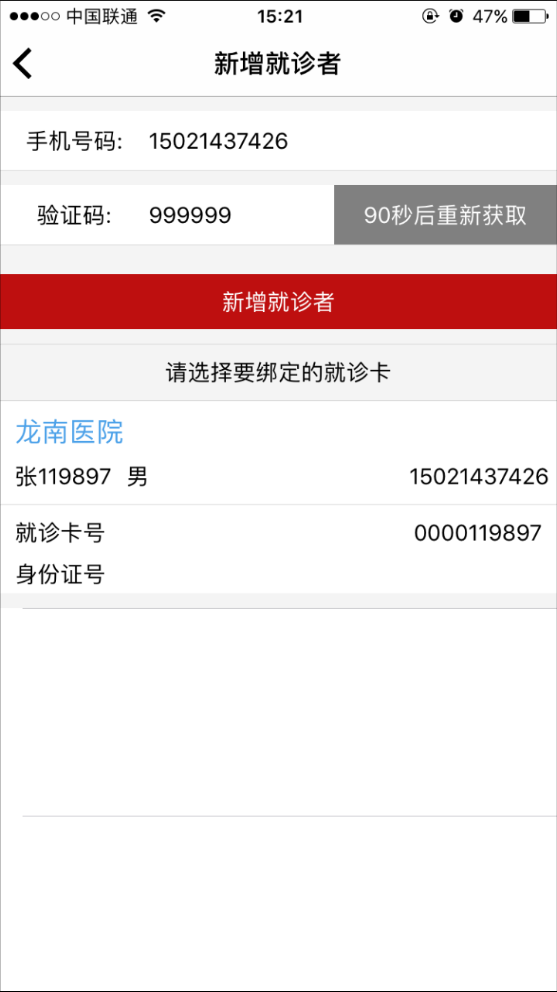 中国联通 15:21 47%
新增就诊者
手机号码: 15021437426
验证码: 999999 90秒后重新获取
新增就诊者
请选择要绑定的就诊卡
龙南医院
张119897 男 15021437426
就诊卡号 0000119897
身份证号